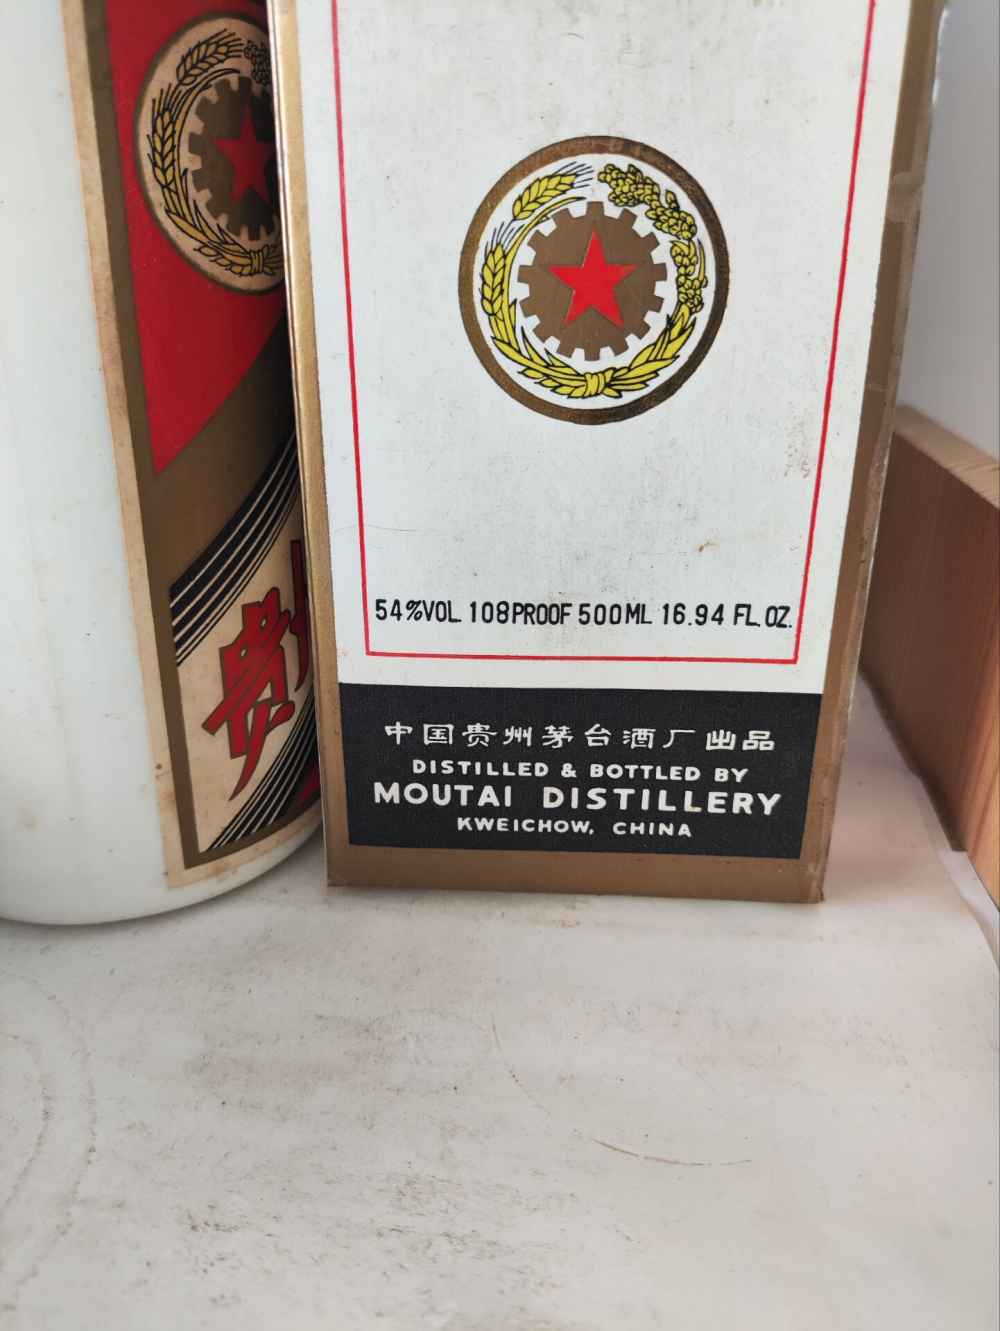 贵
54%VOL 108PROOF 500ML 16.94 FL.OZ.
中国贵州茅台酒厂出品
DISTILLED & BOTTLED BY
MOUTAI DISTILLERY
KWEICHOW, CHINA